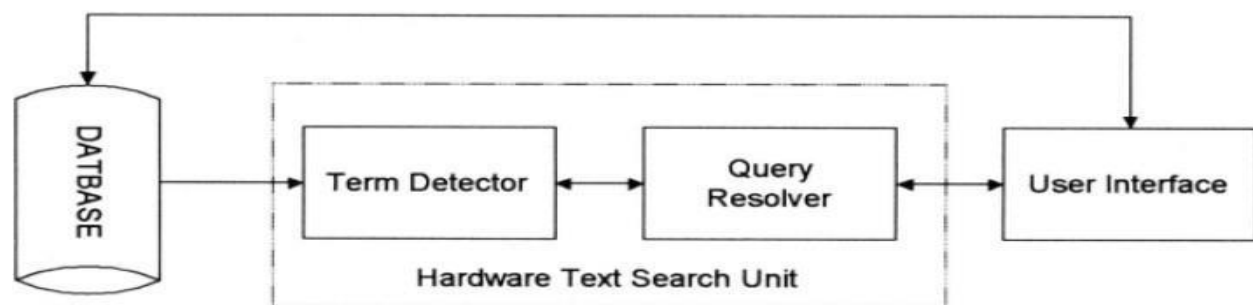 DATBASE
Term Detector
Query
Resolver
User Interface
Hardware Text Search Unit